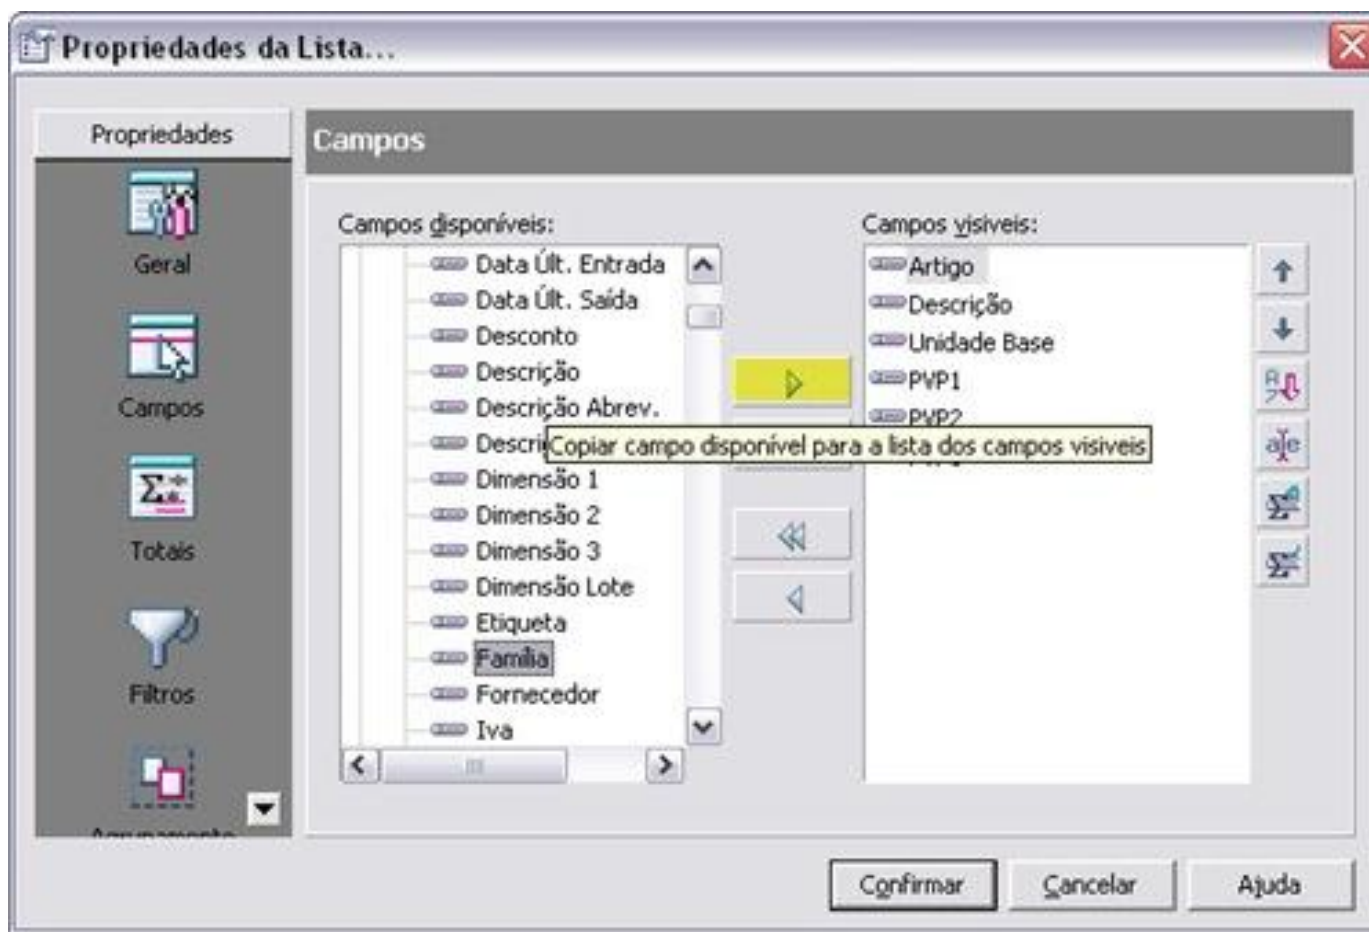 Propriedades da Lista...
Propriedades
Geral
Campos
Totais
Filtros
Campos
Campos disponíveis:
Data Últ. Entrada
Data Últ. Saída
Desconto
Descrição
Descrição Abrev.
Dimensão 1
Dimensão 2
Dimensão 3
Dimensão Lote
Etiqueta
Família
Fornecedor
Iva
Copiar campo disponível para a lista dos campos visiveis
Campos visiveis:
Artigo
Descrição
Unidade Base
PVP1
PVP2
Confirmar
Cancelar
Ajuda